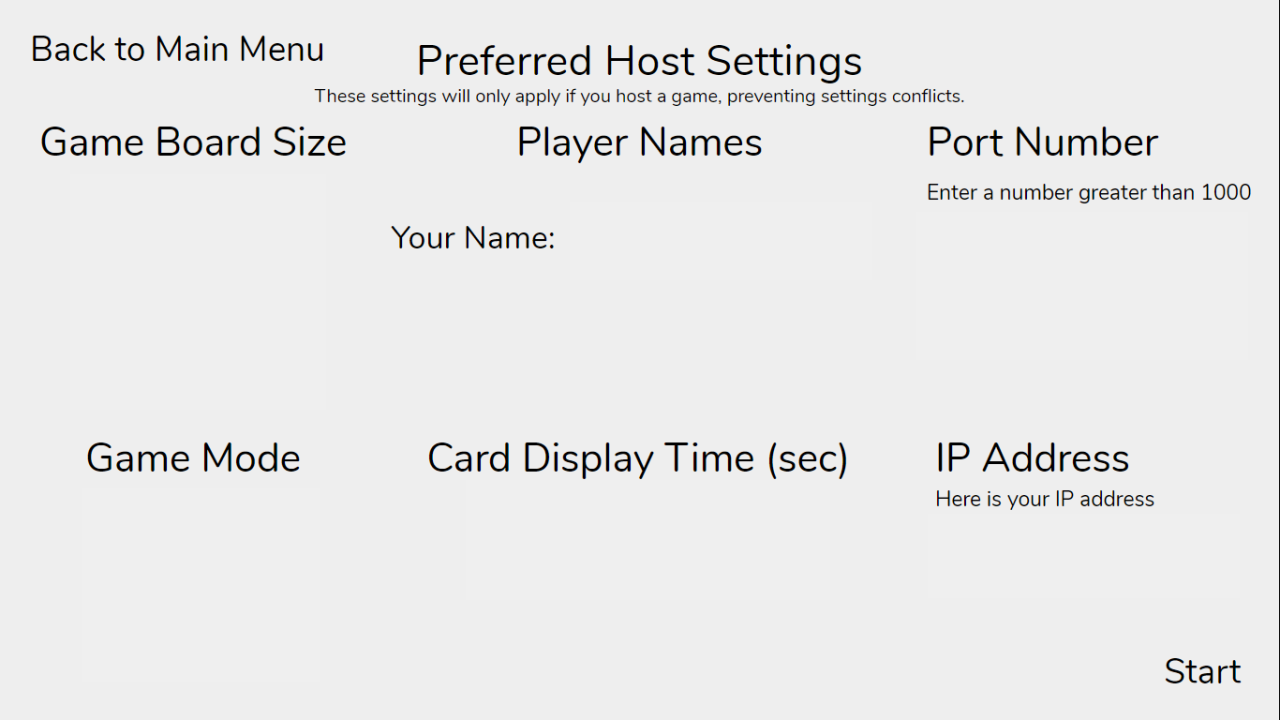 Back to Main Menu
Preferred Host Settings
These settings will only apply if you host a game, preventing settings conflicts.
Game Board Size
Player Names
Port Number
Enter a number greater than 1000
Your Name:
Game Mode
Card Display Time (sec)
IP Address
Here is your IP address
Start